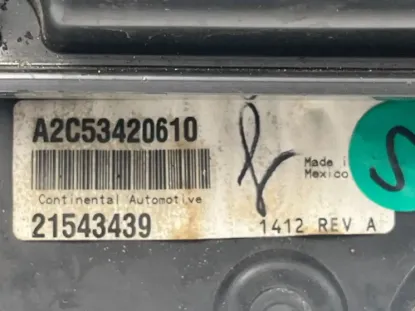 A2C53420610
Continental Automotive
21543439
Made i
Mexico
1412 REV A